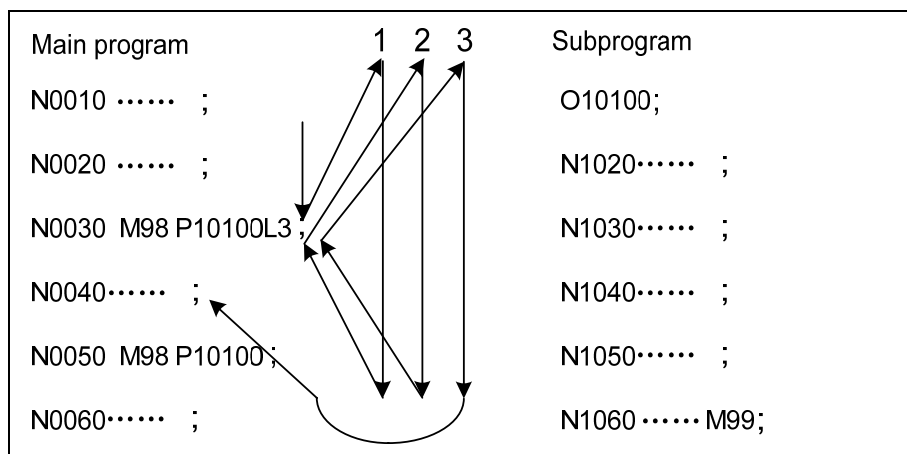 Main program
N0010 ······ ;
N0020 ······ ;
N0030 M98 P10100L3 ;
N0040······ ;
N0050 M98 P10100 ;
N0060······ ;
1 2 3
Subprogram
O10100;
N1020······ ;
N1030······ ;
N1040······ ;
N1050······ ;
N1060 ······ M99;